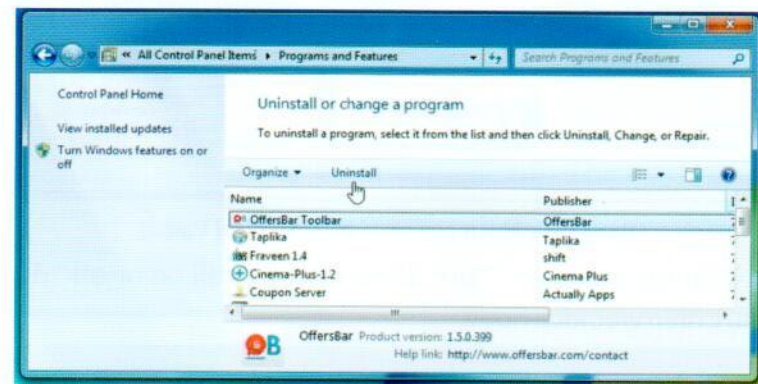 « All Control Panel Items ▸ Programs and Features
Search Programs and Features
Control Panel Home
View installed updates
Turn Windows features on or
off
Uninstall or change a program
To uninstall a program, select it from the list and then click Uninstall, Change, or Repair.
Organize Uninstall
Name Publisher
OffersBar Toolbar OffersBar
Taplika Taplika
Fraveen 1.4 shift
Cinema-Plus-1.2 Cinema Plus
Coupon Server Actually Apps
OB OffersBar Product version: 1.5.0.399
Help link: http://www.offersbar.com/contact